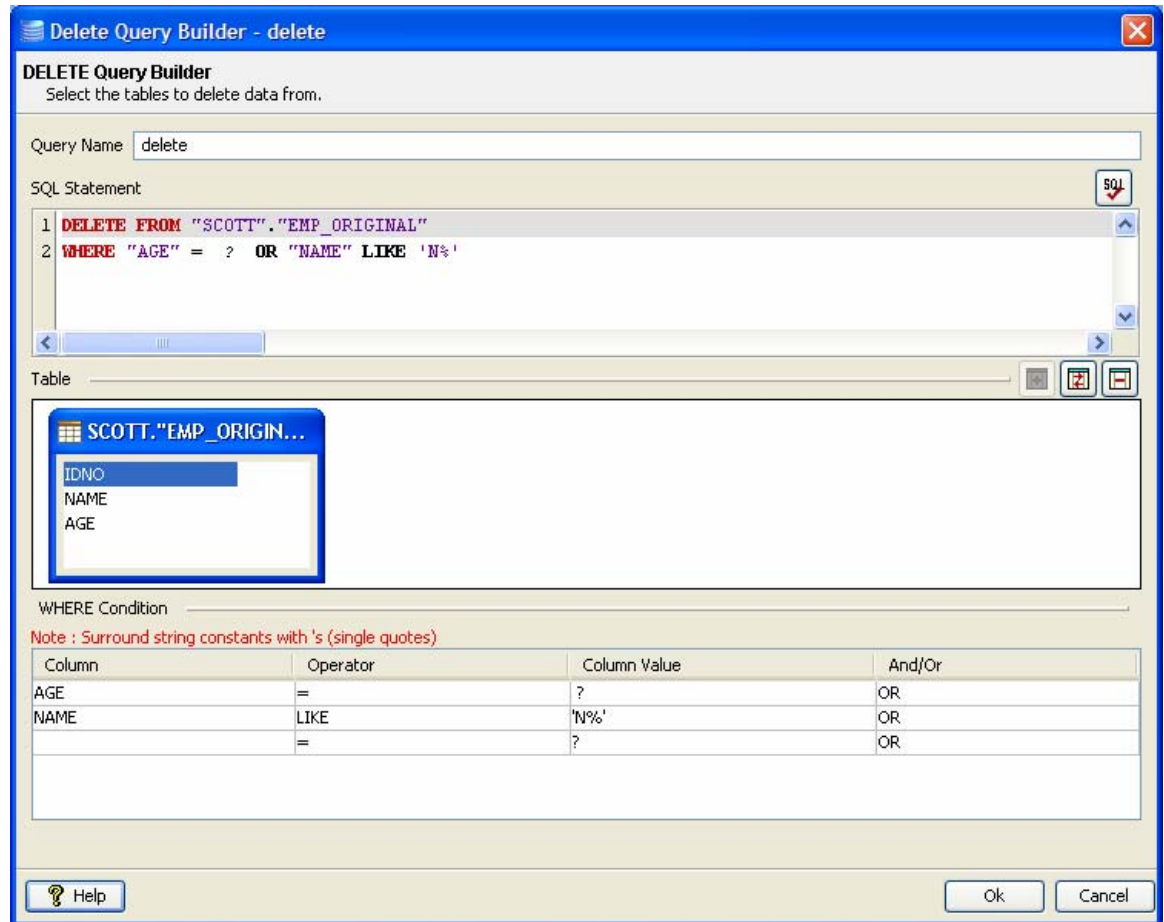 Delete Query Builder - delete
DELETE Query Builder
Select the tables to delete data from.
Query Name delete
SQL Statement
SQL
1 DELETE FROM "SCOTT"."EMP_ORIGINAL"
2 WHERE "AGE" = ? OR "NAME" LIKE 'N%'
Table
SCOTT."EMP_ORIGIN...
IDNO
NAME
AGE
WHERE Condition
Note : Surround string constants with 's (single quotes)
Column Operator Column Value And/Or
AGE = ? OR
NAME LIKE 'N%' OR
= ? OR
Help Ok Cancel